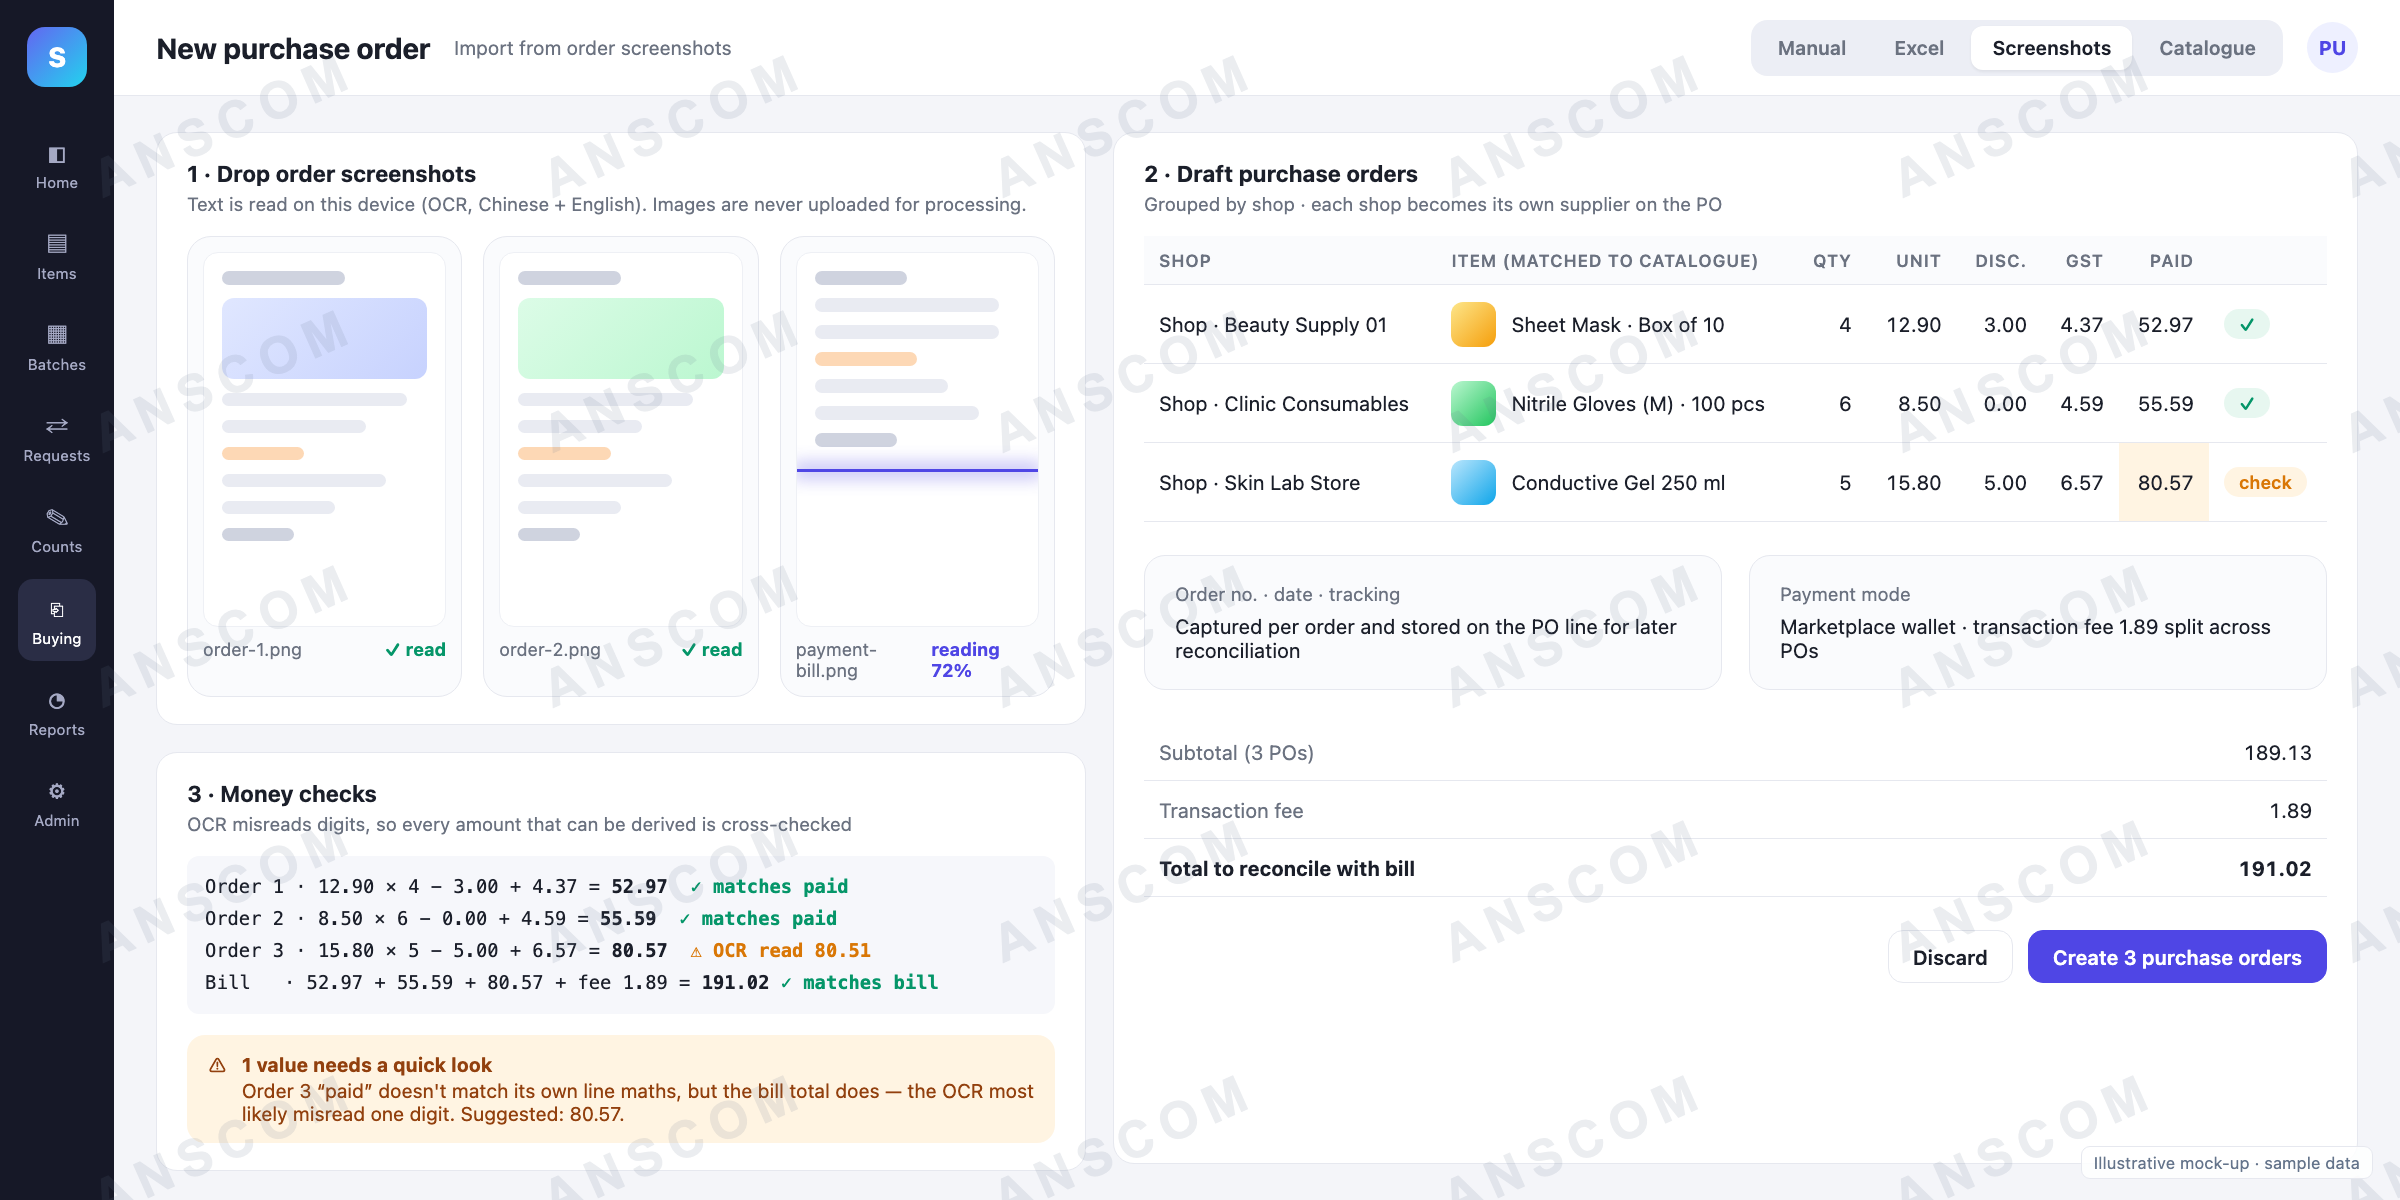 S
Home
Items
Batches
Requests
Counts
Buying
Reports
Admin
New purchase order
Import from order screenshots
Manual
Excel
Screenshots
Catalogue
PU
1 · Drop order screenshots
Text is read on this device (OCR, Chinese + English). Images are never uploaded for processing.
order-1.png
✓ read
order-2.png
✓ read
payment-
bill.png
reading
72%
3 · Money checks
OCR misreads digits, so every amount that can be derived is cross-checked
Order 1 · 12.90 × 4 − 3.00 + 4.37 = 52.97 ✓ matches paid
Order 2 · 8.50 × 6 − 0.00 + 4.59 = 55.59 ✓ matches paid
Order 3 · 15.80 × 5 − 5.00 + 6.57 = 80.57 ⚠ OCR read 80.51
Bill · 52.97 + 55.59 + 80.57 + fee 1.89 = 191.02 ✓ matches bill
⚠ 1 value needs a quick look
Order 3 “paid” doesn't match its own line maths, but the bill total does — the OCR most
likely misread one digit. Suggested: 80.57.
2 · Draft purchase orders
Grouped by shop · each shop becomes its own supplier on the PO
SHOP ITEM (MATCHED TO CATALOGUE) QTY UNIT DISC. GST PAID
Shop · Beauty Supply 01 Sheet Mask · Box of 10 4 12.90 3.00 4.37 52.97 ✓
Shop · Clinic Consumables Nitrile Gloves (M) · 100 pcs 6 8.50 0.00 4.59 55.59 ✓
Shop · Skin Lab Store Conductive Gel 250 ml 5 15.80 5.00 6.57 80.57 check
Order no. · date · tracking
Captured per order and stored on the PO line for later
reconciliation
Payment mode
Marketplace wallet · transaction fee 1.89 split across
POs
Subtotal (3 POs) 189.13
Transaction fee 1.89
Total to reconcile with bill 191.02
Discard
Create 3 purchase orders
Illustrative mock-up · sample data
ANSCOM